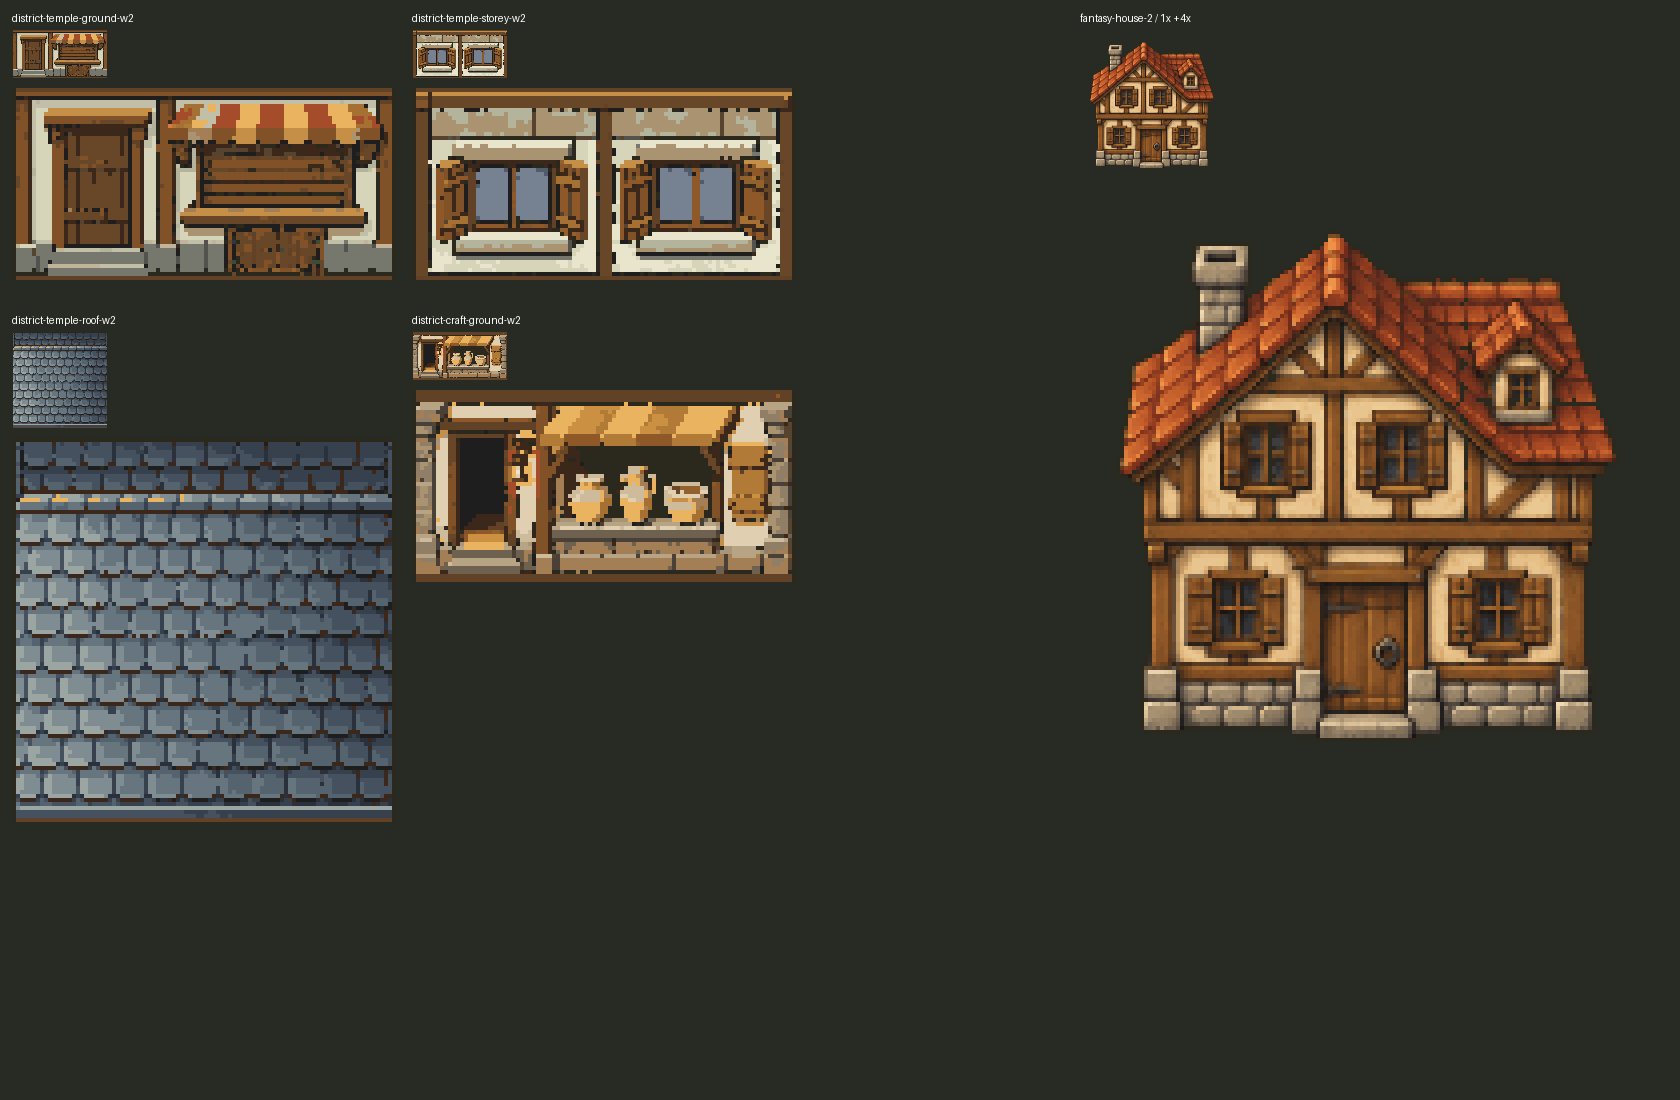 district-temple-ground-w2
district-temple-storey-w2
fantasy-house-2 / 1x +4x
district-temple-roof-w2
district-craft-ground-w2